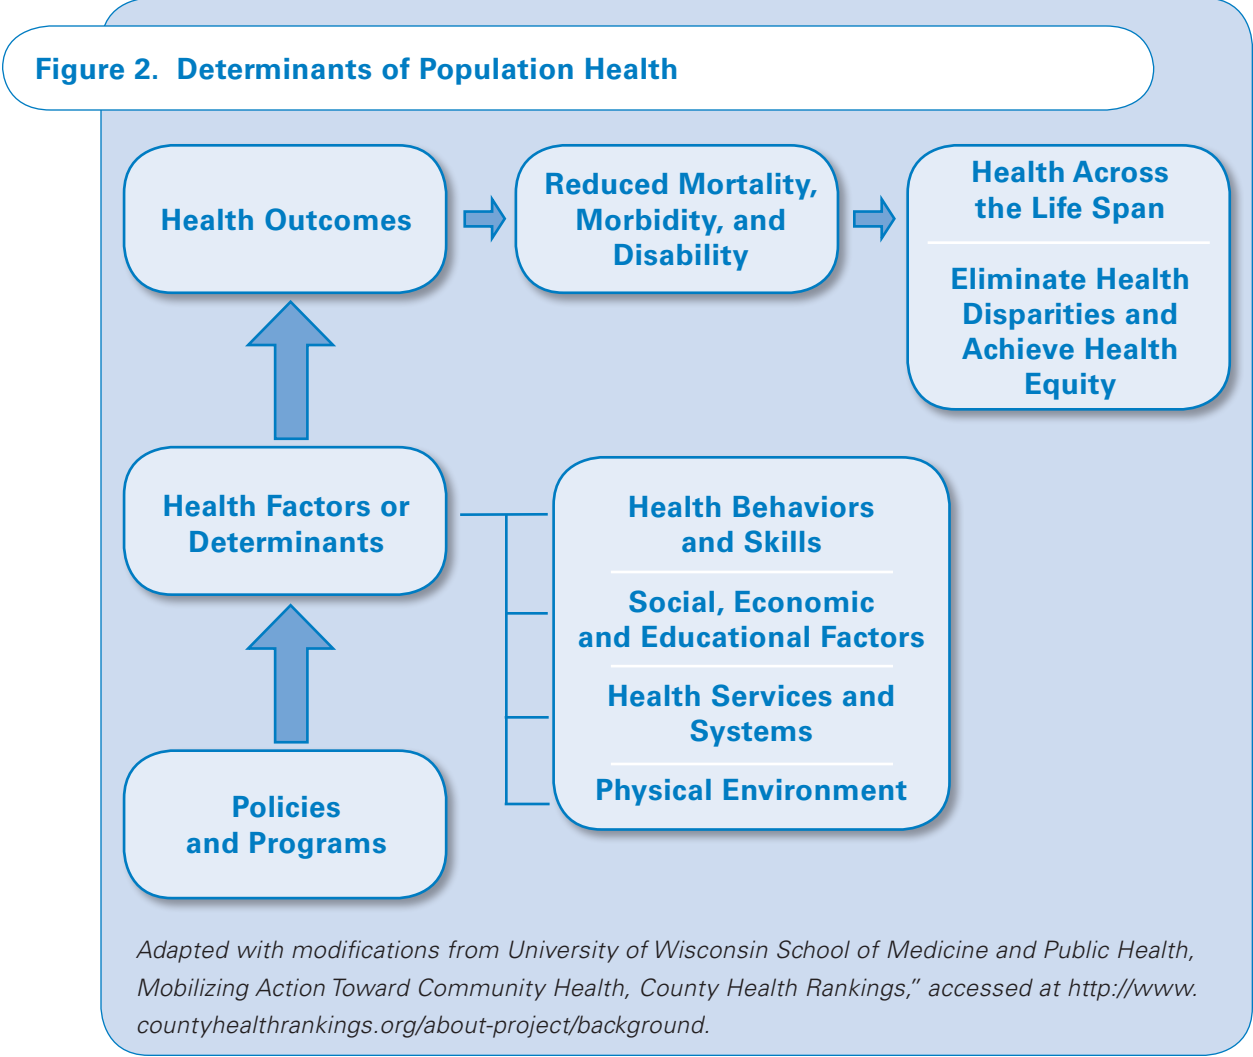 Figure 2. Determinants of Population Health
Health Outcomes
Reduced Mortality,
Morbidity, and
Disability
Health Across
the Life Span
Eliminate Health
Disparities and
Achieve Health
Equity
Health Factors or
Determinants
Health Behaviors
and Skills
Social, Economic
and Educational Factors
Health Services and
Systems
Physical Environment
Policies
and Programs
Adapted with modifications from University of Wisconsin School of Medicine and Public Health,
Mobilizing Action Toward Community Health, County Health Rankings,” accessed at http://www.
countyhealthrankings.org/about-project/background.